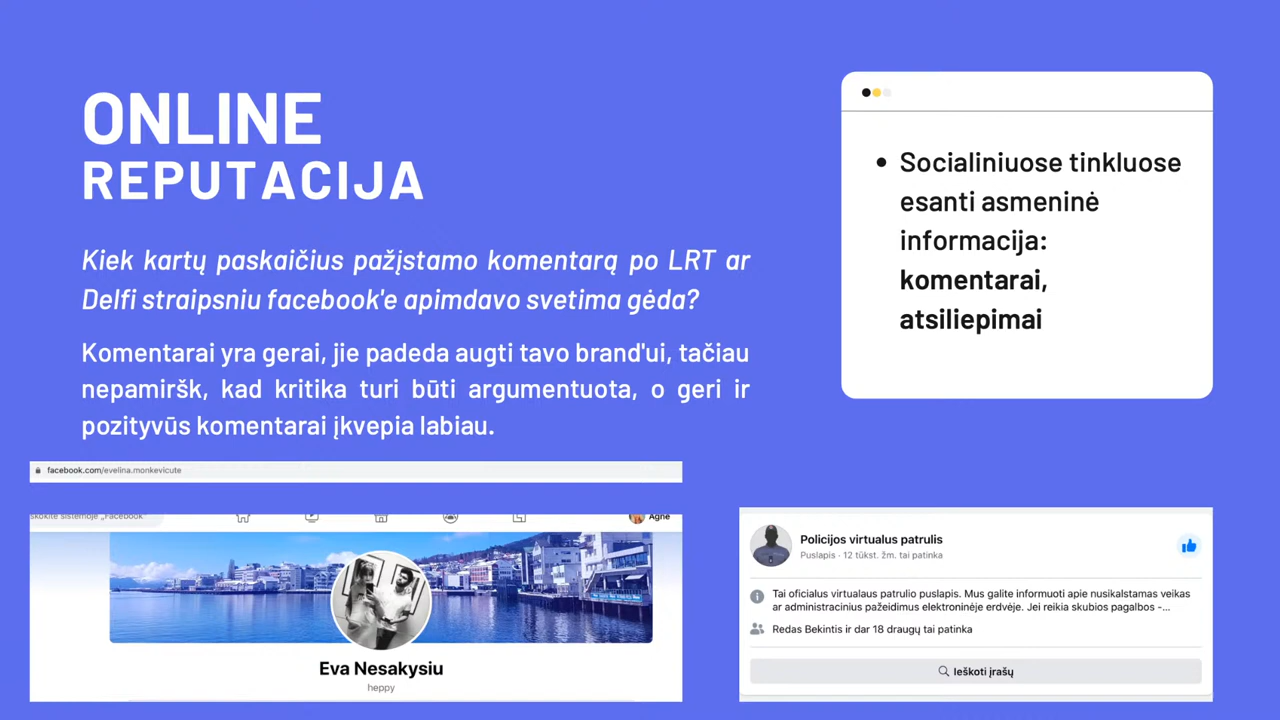 ONLINE
REPUTACIJA
Kiek kartų paskaičius pažįstamo komentarą po LRT ar
Delfi straipsniu facebook'e apimdavo svetima gėda?
Komentarai yra gerai, jie padeda augti tavo brand'ui, tačiau
nepamiršk, kad kritika turi būti argumentuota, o geri ir
pozityvūs komentarai įkvepia labiau.
• Socialiniuose tinkluose
esanti asmeninė
informacija:
komentarai,
atsiliepimai
facebook.com/evelina.monkevicute
sistemoje „Facebook“
Agne
Eva Nesakysiu
heppy
Policijos virtualus patrulis
Puslapis · 12 tūkst. žm. tai patinka
Tai oficialus virtualaus patrulio puslapis. Mus galite informuoti apie nusikalstamas veikas
ar administracinius pažeidimus elektroninėje erdvėje. Jei reikia skubios pagalbos -...
Redas Bekintis ir dar 18 draugų tai patinka
Ieškoti įrašų